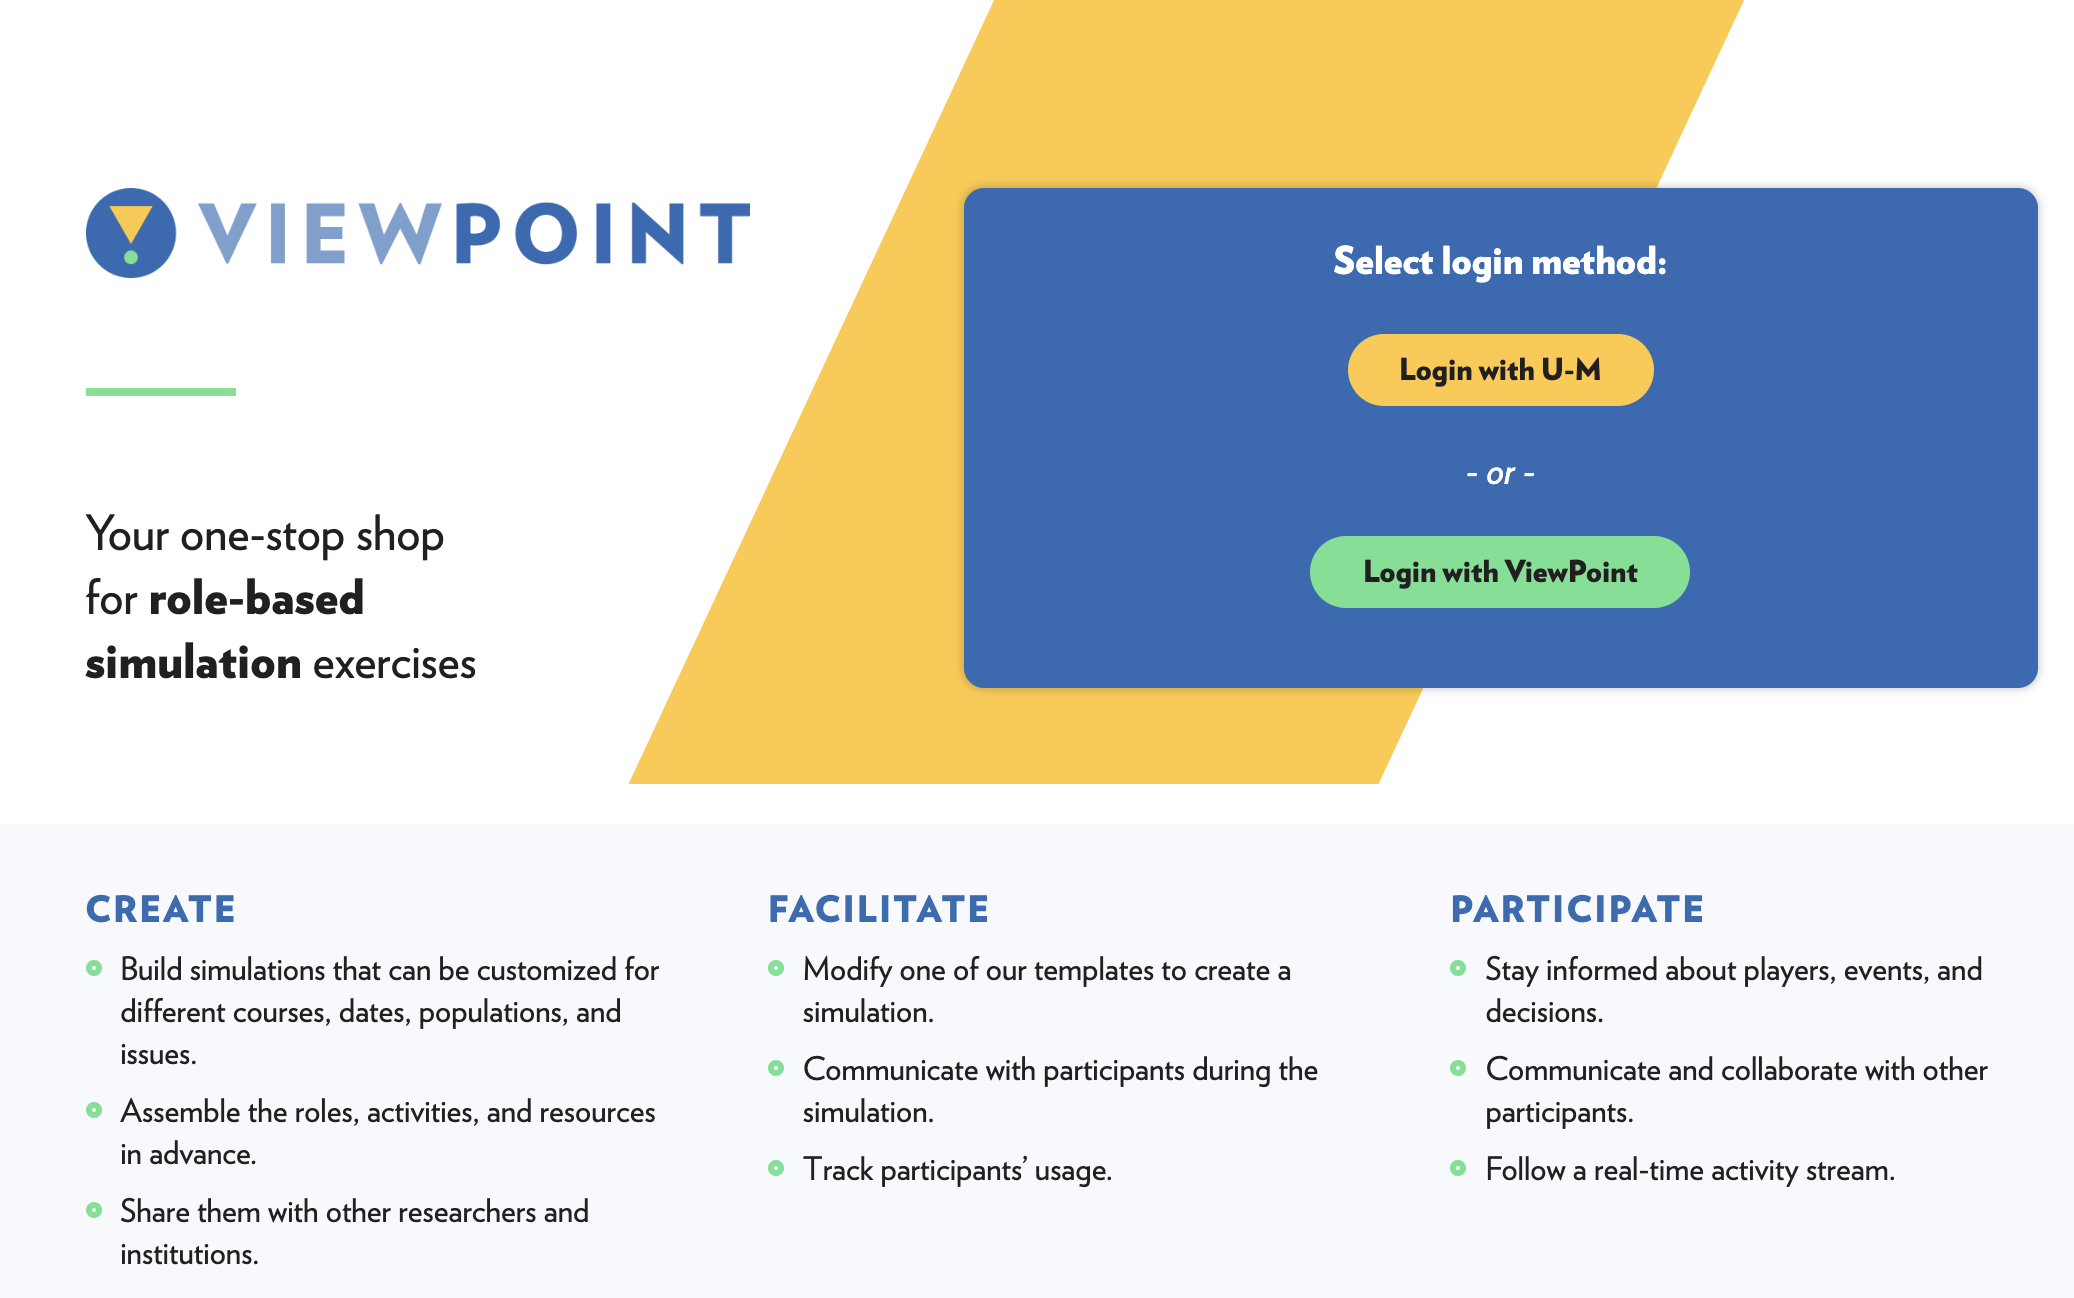 VIEWPOINT
Select login method:
Login with U-M
- or -
Login with ViewPoint
Your one-stop shop
for role-based
simulation exercises
CREATE
Build simulations that can be customized for
different courses, dates, populations, and
issues.
Assemble the roles, activities, and resources
in advance.
Share them with other researchers and
institutions.
FACILITATE
Modify one of our templates to create a
simulation.
Communicate with participants during the
simulation.
Track participants’ usage.
PARTICIPATE
Stay informed about players, events, and
decisions.
Communicate and collaborate with other
participants.
Follow a real-time activity stream.